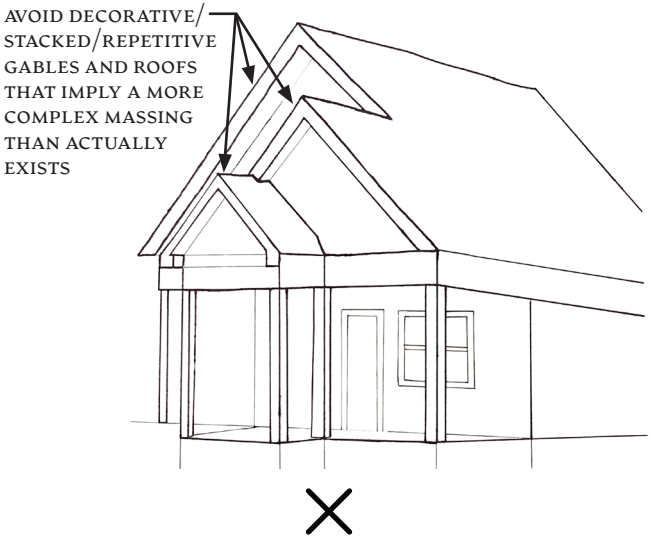 AVOID DECORATIVE/
STACKED/REPETITIVE
GABLES AND ROOFS
THAT IMPLY A MORE
COMPLEX MASSING
THAN ACTUALLY
EXISTS